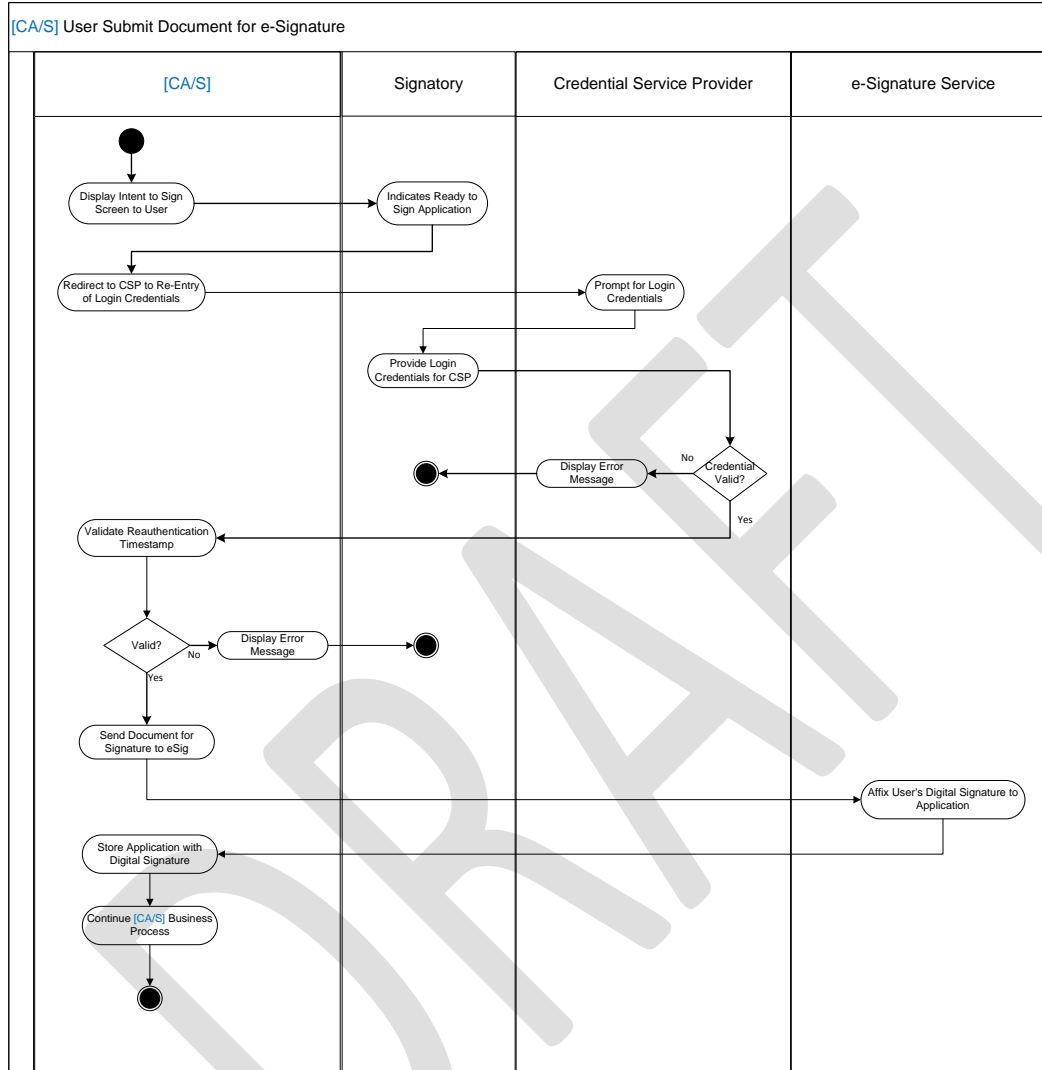 [CA/S] User Submit Document for e-Signature
[CA/S]
Signatory
Credential Service Provider
e-Signature Service
Display Intent to Sign
Screen to User
Indicates Ready to
Sign Application
Redirect to CSP to Re-Entry
of Login Credentials
Prompt for Login
Credentials
Provide Login
Credentials for CSP
Credential
Valid?
No
Display Error
Message
Yes
Validate Reauthentication
Timestamp
Valid?
No
Display Error
Message
Yes
Send Document for
Signature to eSig
Affix User's Digital Signature to
Application
Store Application with
Digital Signature
Continue [CA/S] Business
Process
DRAFT